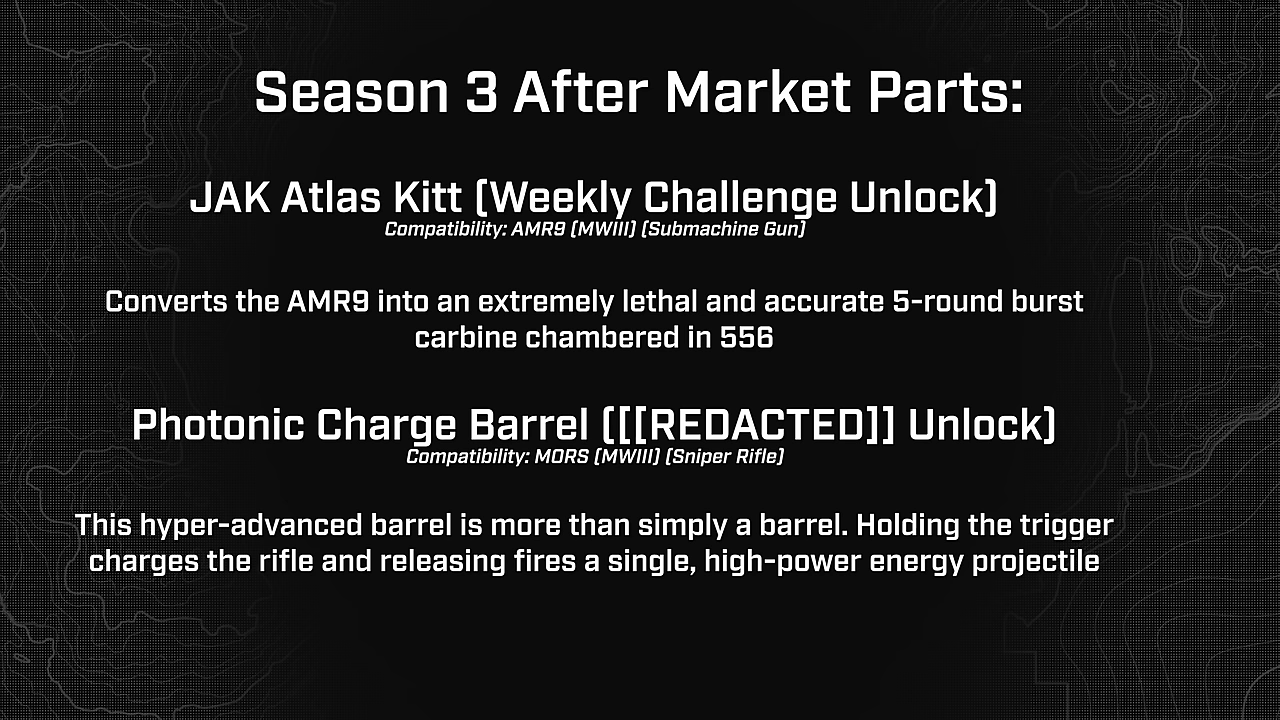 Season 3 After Market Parts:
JAK Atlas Kitt (Weekly Challenge Unlock)
Compatibility: AMR9 (MWIII) (Submachine Gun)
Converts the AMR9 into an extremely lethal and accurate 5-round burst
carbine chambered in 556
Photonic Charge Barrel ([[[REDACTED]] Unlock)
Compatibility: MORS (MWIII) (Sniper Rifle)
This hyper-advanced barrel is more than simply a barrel. Holding the trigger
charges the rifle and releasing fires a single, high-power energy projectile